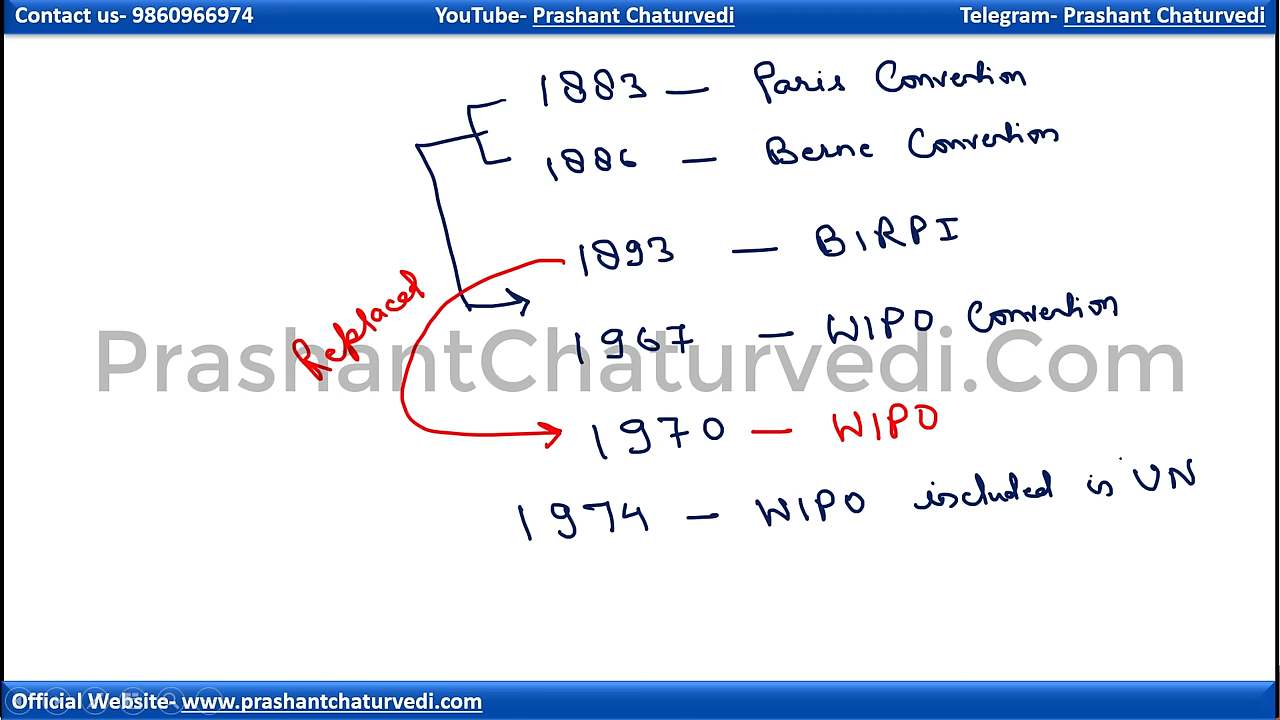 Contact us- 9860966974 YouTube- Prashant Chaturvedi Telegram- Prashant Chaturvedi
1883 — Paris Convention
1886 — Berne Convention
1893 — BIRPI
Replaced
1967 — WIPO Convention
PrashantChaturvedi.Com
1970 — WIPO
1974 — WIPO included in UN
Official Website- www.prashantchaturvedi.com